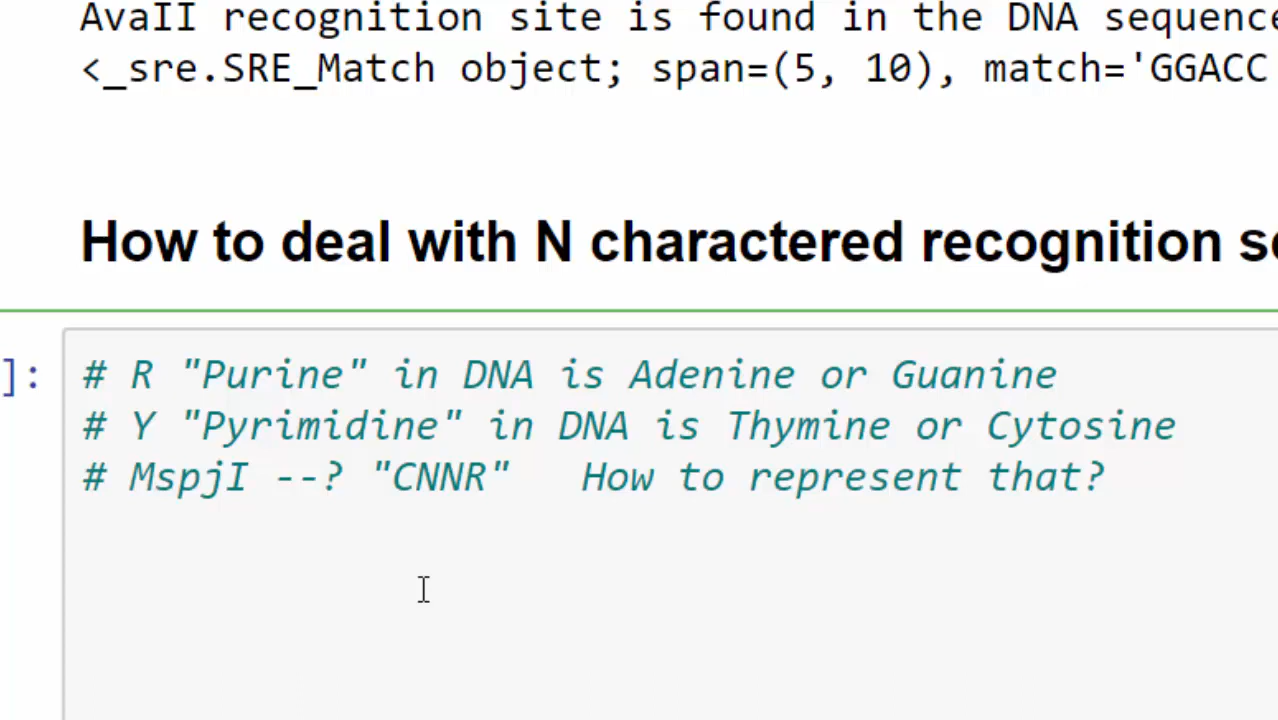 AvaII recognition site is found in the DNA
<_sre.SRE_Match object; span=(5, 10), match='GGACC
How to deal with N charactered recognition
]:
# R "Purine" in DNA is Adenine or Guanine
# Y "Pyrimidine" in DNA is Thymine or Cytosine
# MspjI --? "CNNR" How to represent that?